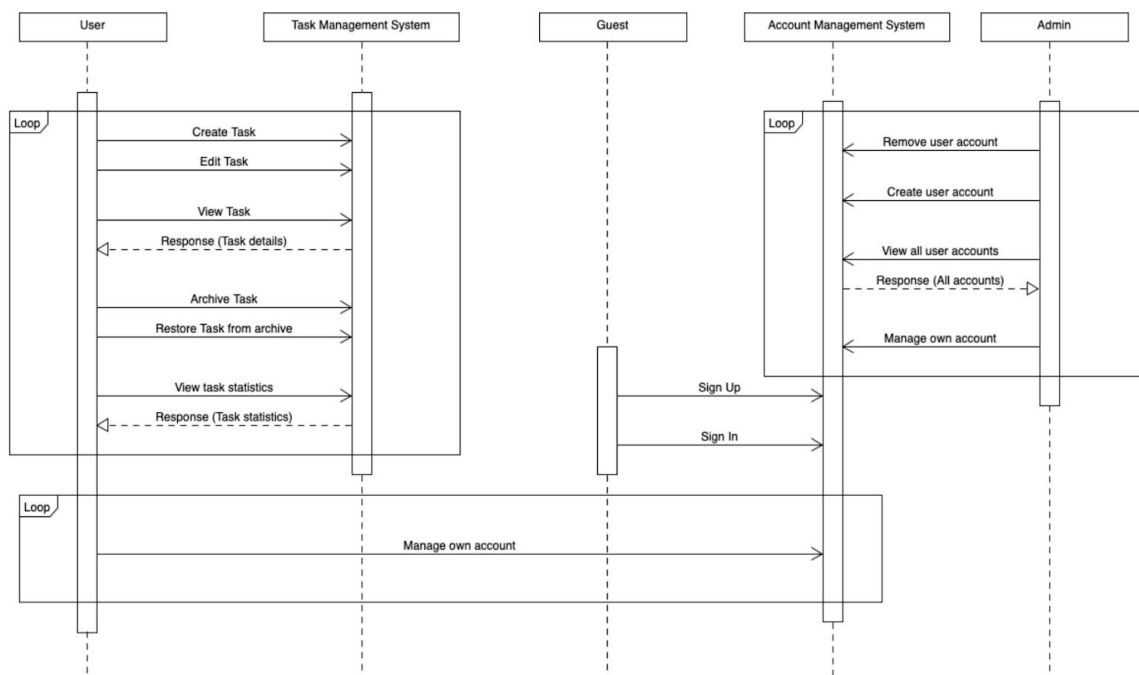 User
Task Management System
Guest
Account Management System
Admin
Loop
Create Task
Edit Task
View Task
Response (Task details)
Archive Task
Restore Task from archive
View task statistics
Response (Task statistics)
Loop
Remove user account
Create user account
View all user accounts
Response (All accounts)
Manage own account
Sign Up
Sign In
Loop
Manage own account